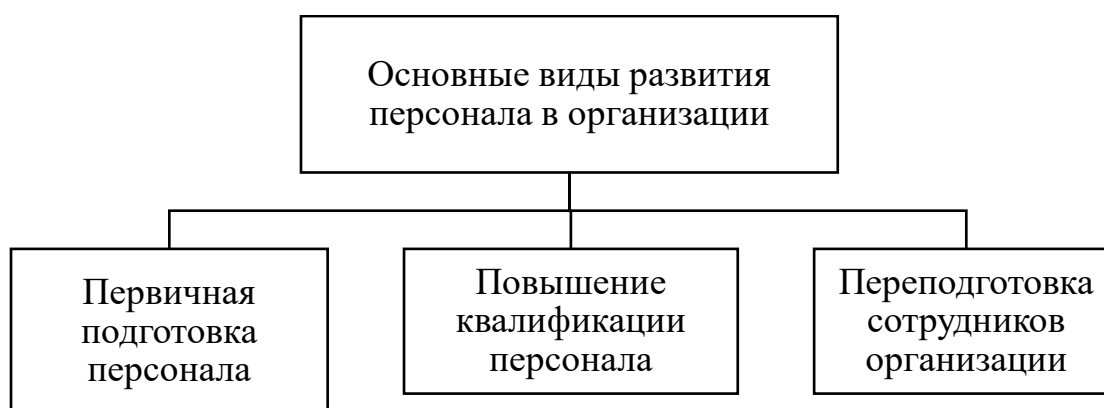 Основные виды развития
персонала в организации
Первичная
подготовка
персонала
Повышение
квалификации
персонала
Переподготовка
сотрудников
организации